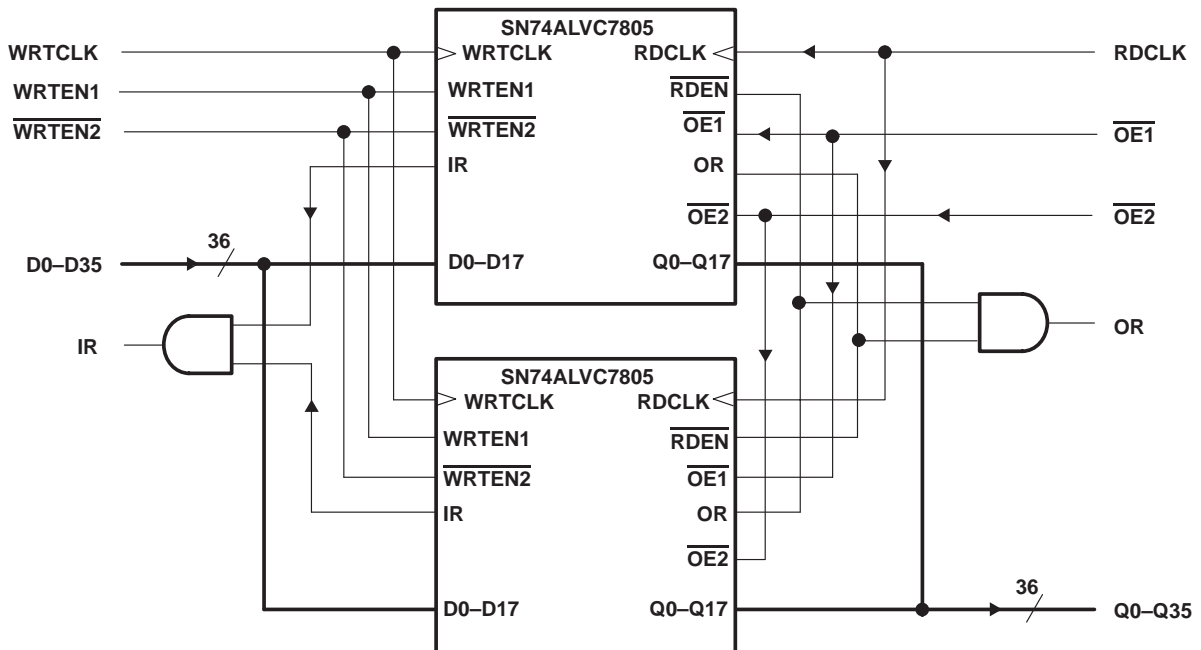 SN74ALVC7805
WRTCLK
WRTCLK
RDCLK
RDCLK
WRTEN1
WRTEN1
RDEN
WRTEN2
WRTEN2
OE1
OE1
IR
OR
OE2
OE2
36
D0–D35
D0–D17
Q0–Q17
IR
OR
SN74ALVC7805
WRTCLK
RDCLK
WRTEN1
RDEN
WRTEN2
OE1
IR
OR
OE2
36
D0–D17
Q0–Q17
Q0–Q35